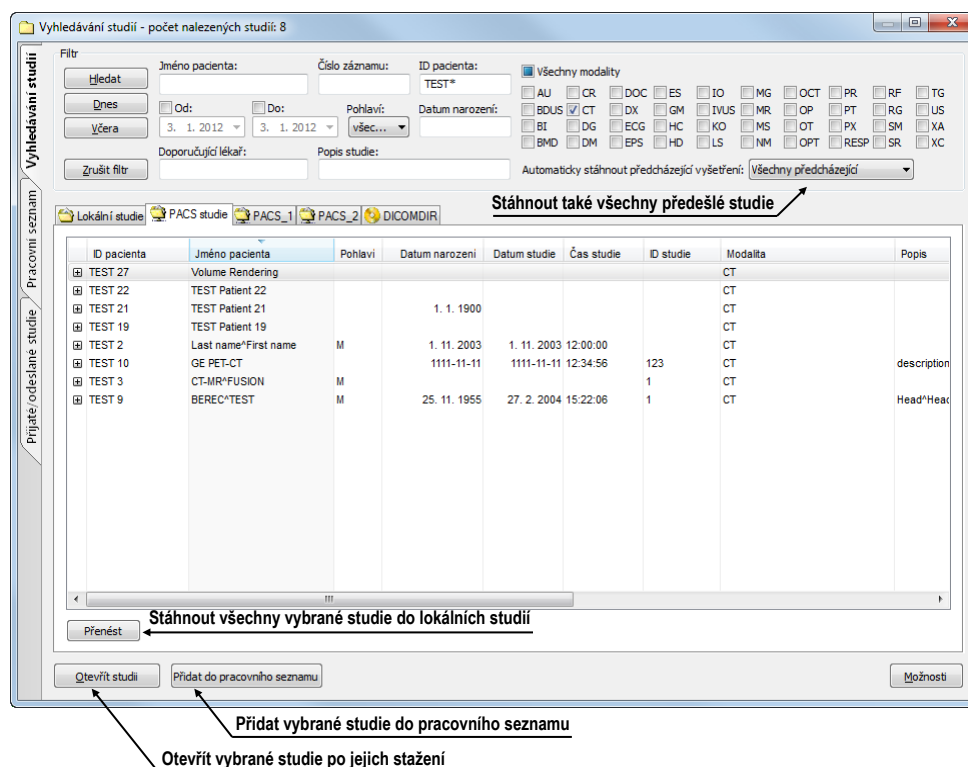 Vyhledávání studií - počet nalezených studií: 8
Vyhledávání studií
Pracovní seznam
Přijaté/odeslané studie
Filtr
Hledat
Dnes
Včera
Zrušit filtr
Jméno pacienta: Číslo záznamu: ID pacienta:
TEST*
Od: Do: Pohlaví: Datum narození:
3. 1. 2012 3. 1. 2012 všec...
Doporučující lékař: Popis studie:
Všechny modality
AU CR DOC ES IO MG OCT PR RF TG
BDUS CT DX GM IVUS MR OP PT RG US
BI DG ECG HC KO MS OT PX SM XA
BMD DM EPS HD LS NM OPT RESP SR XC
Automaticky stáhnout předcházející vyšetření: Všechny předcházející
Stáhnout také všechny předešlé studie
Lokální studie PACS studie PACS_1 PACS_2 DICOMDIR
ID pacienta Jméno pacienta Pohlavi Datum narozeni Datum studie Čas studie ID studie Modalita Popis
TEST 27 Volume Rendering CT
TEST 22 TEST Patient 22 CT
TEST 21 TEST Patient 21 1. 1. 1900 CT
TEST 19 TEST Patient 19 CT
TEST 2 Last name^First name M 1. 11. 2003 1. 11. 2003 12:00:00 CT
TEST 10 GE PET-CT 1111-11-11 1111-11-11 12:34:56 123 CT description
TEST 3 CT-MR^FUSION M 1 CT
TEST 9 BEREC^TEST M 25. 11. 1955 27. 2. 2004 15:22:06 1 CT Head^Head
Přenést
Stáhnout všechny vybrané studie do lokálních studií
Otevřít studii Přidat do pracovního seznamu Možnosti
Přidat vybrané studie do pracovního seznamu
Otevřít vybrané studie po jejich stažení